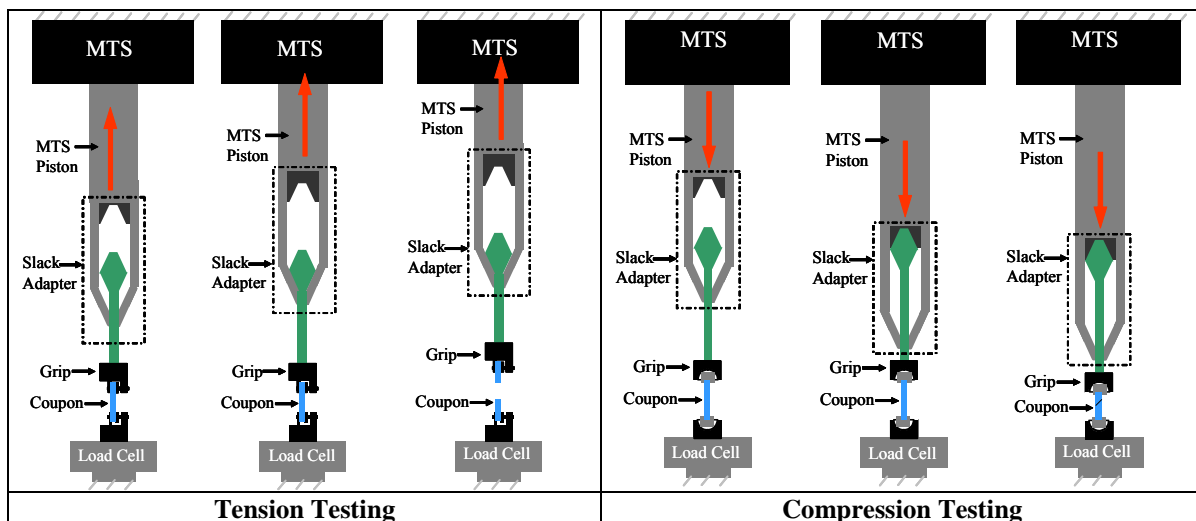 MTS
MTS
Piston
Slack
Adapter
Grip
Coupon
Load Cell
MTS
MTS
Piston
Slack
Adapter
Grip
Coupon
Load Cell
MTS
MTS
Piston
Slack
Adapter
Grip
Coupon
Load Cell
Tension Testing
MTS
MTS
Piston
Slack
Adapter
Grip
Coupon
Load Cell
MTS
MTS
Piston
Slack
Adapter
Grip
Coupon
Load Cell
MTS
MTS
Piston
Slack
Adapter
Grip
Coupon
Load Cell
Compression Testing